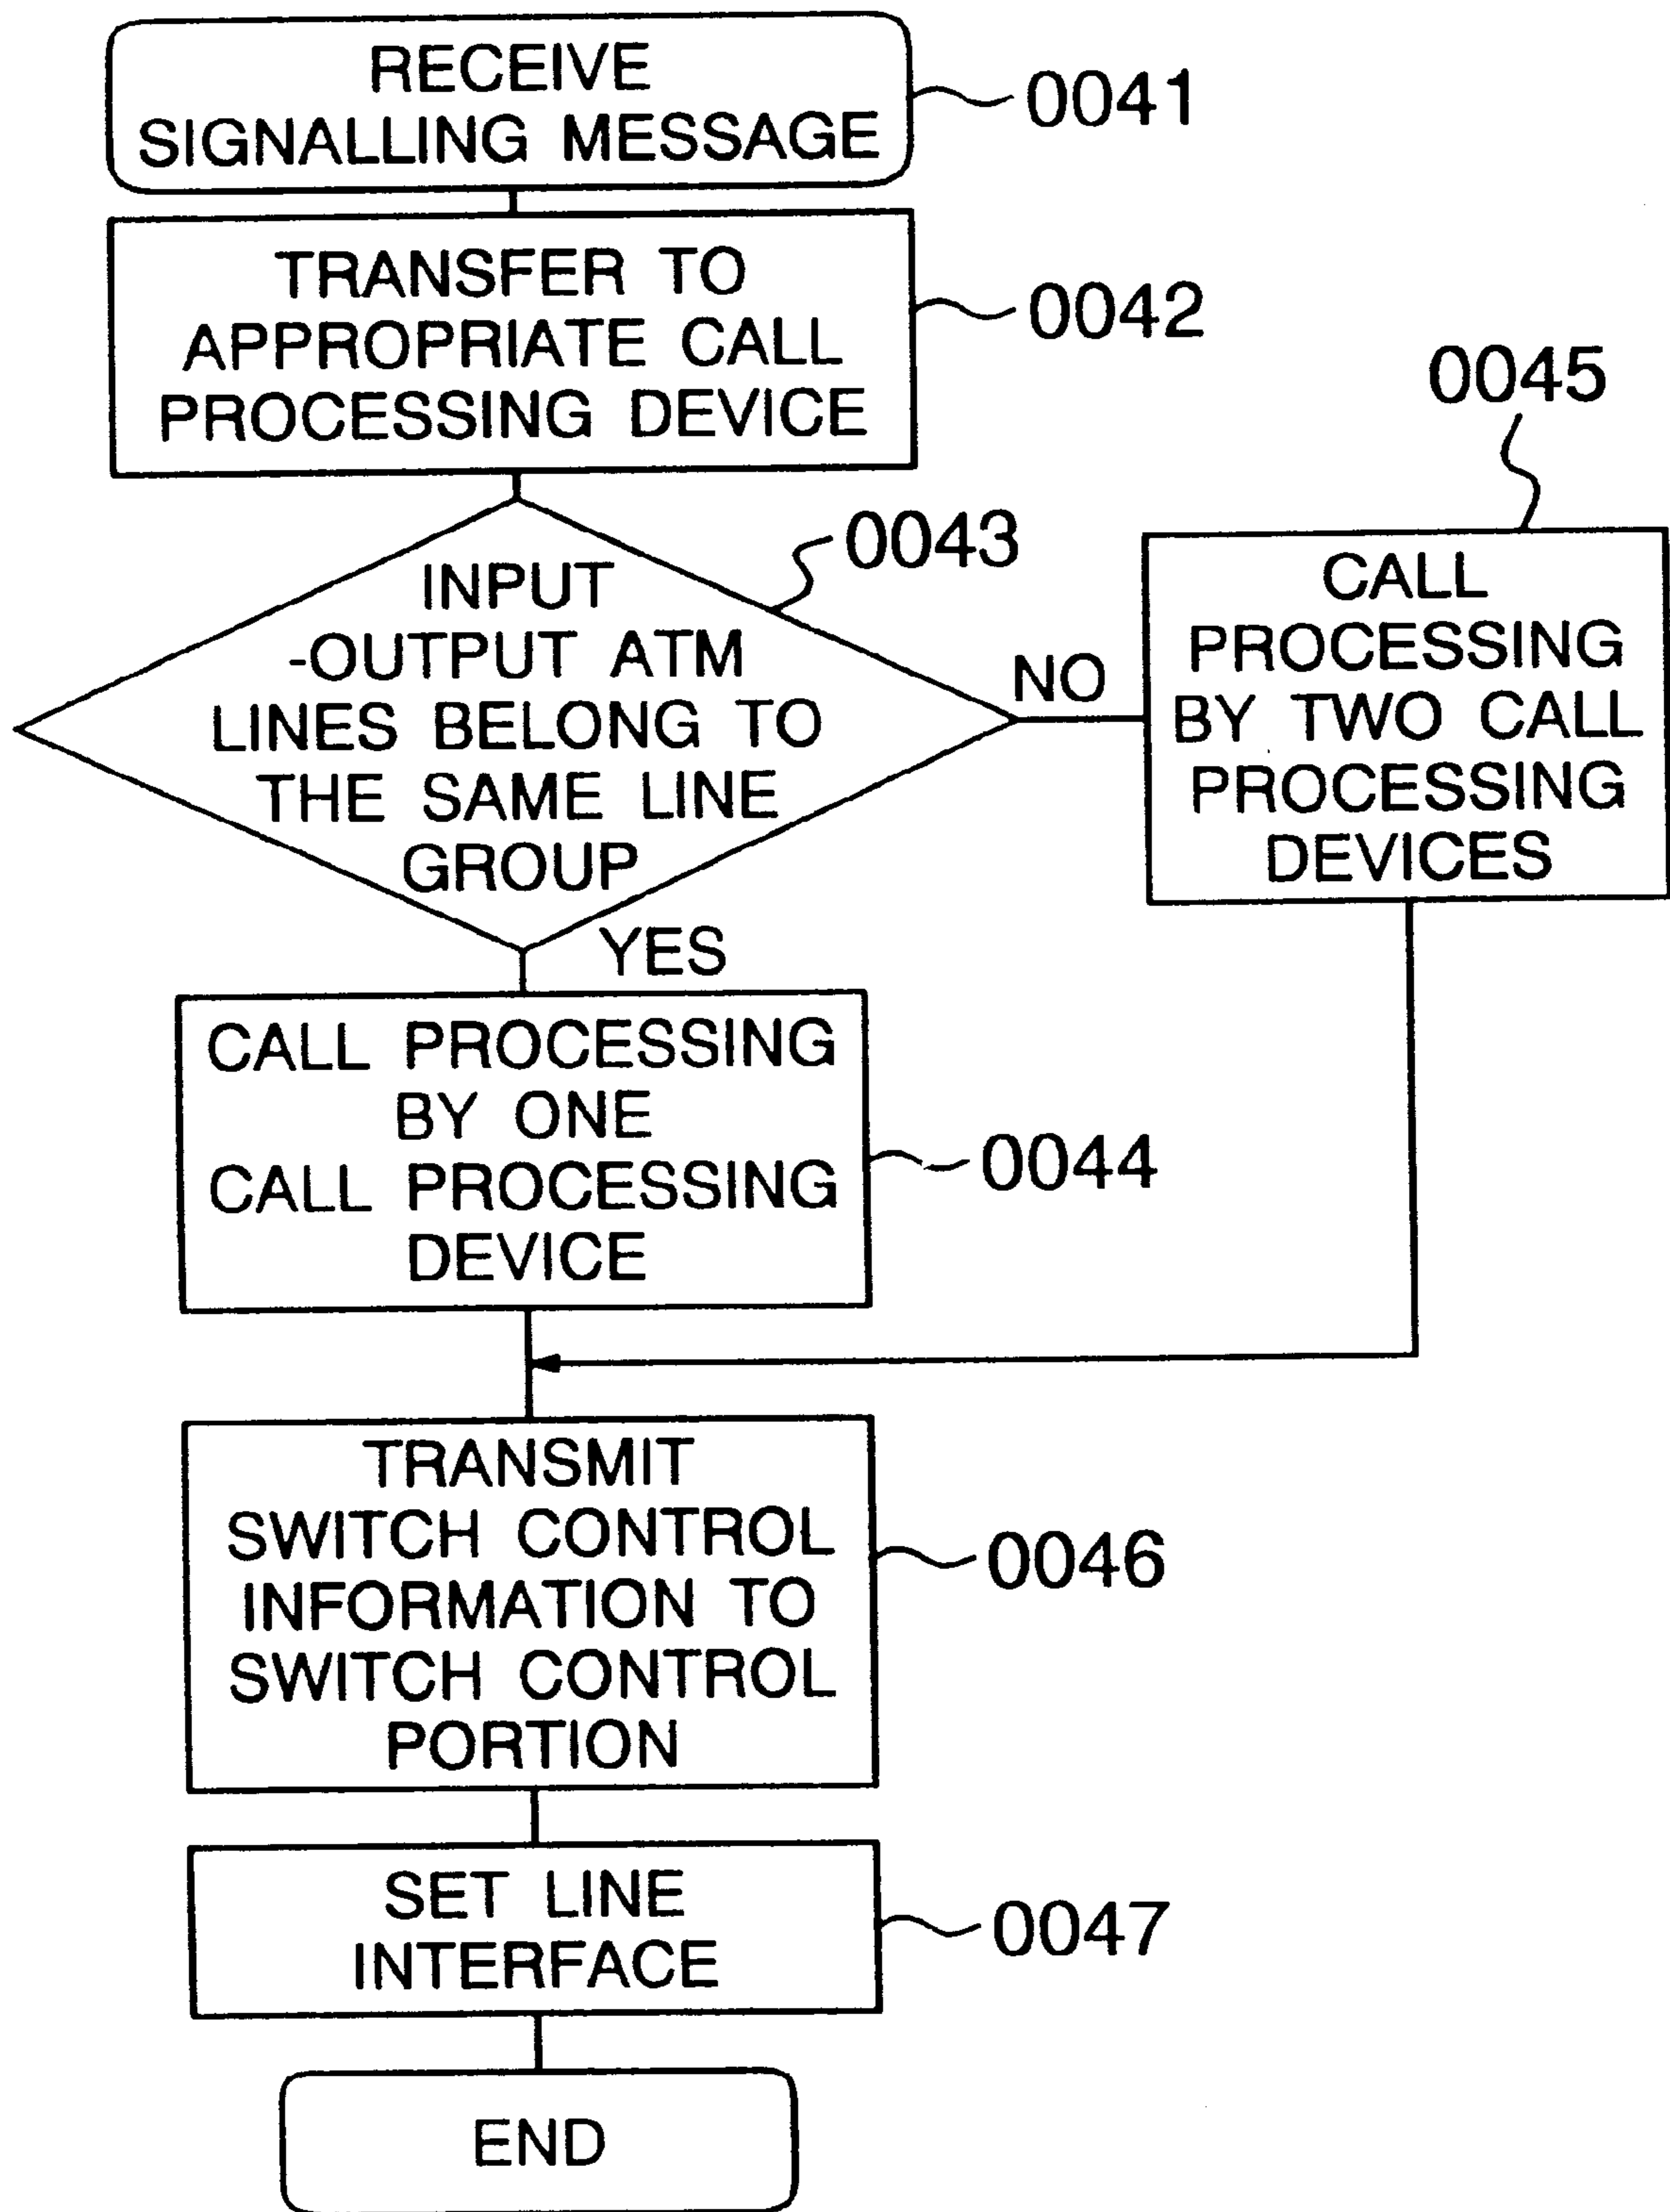 RECEIVE
SIGNALLING MESSAGE
0041
TRANSFER TO
APPROPRIATE CALL
PROCESSING DEVICE
0042
INPUT
-OUTPUT ATM
LINES BELONG TO
THE SAME LINE
GROUP
0043
NO
0045
CALL
PROCESSING
BY TWO CALL
PROCESSING
DEVICES
YES
CALL PROCESSING
BY ONE
CALL PROCESSING
DEVICE
0044
TRANSMIT
SWITCH CONTROL
INFORMATION TO
SWITCH CONTROL
PORTION
0046
SET LINE
INTERFACE
0047
END